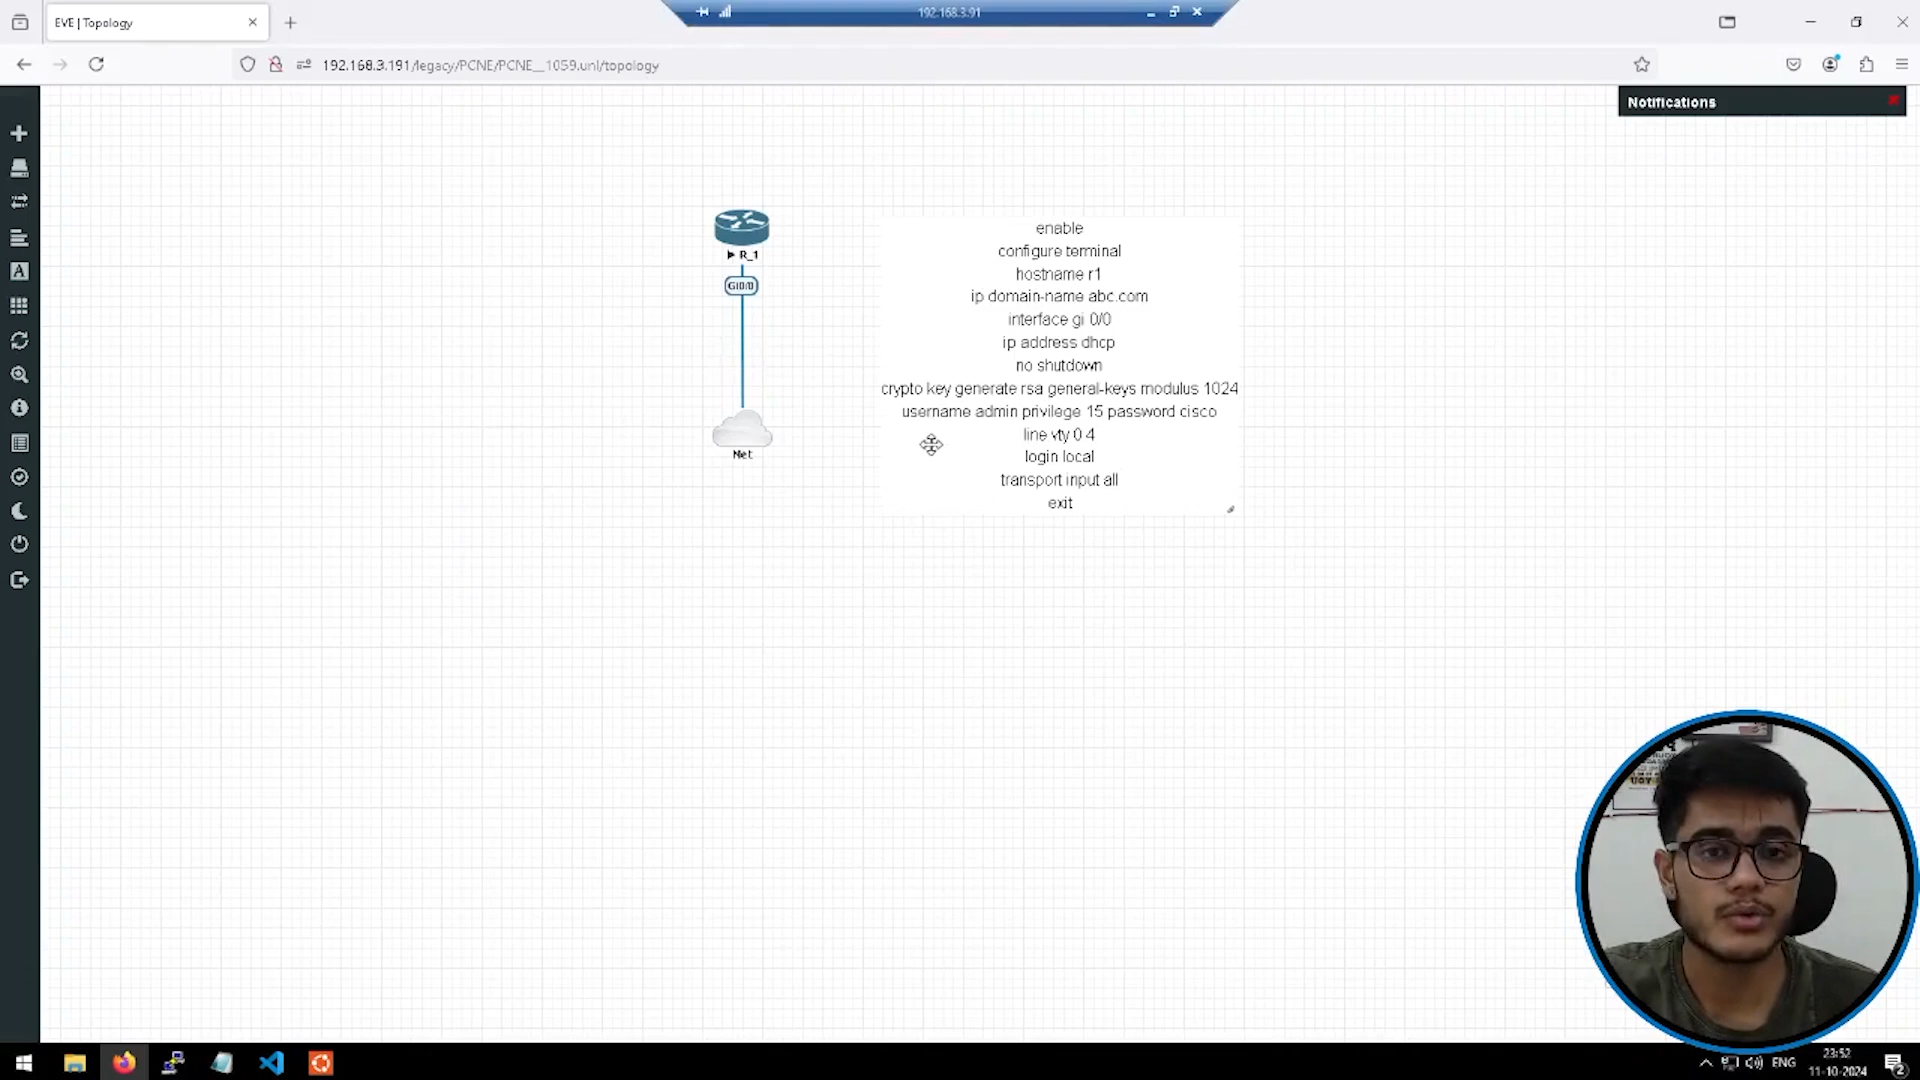 EVE | Topology
192.168.3.91
192.168.3.191/legacy/PCNE/PCNE__1059.unl/topology
Notifications
R_1
Gi0/0
Net
enable
configure terminal
hostname r1
ip domain-name abc.com
interface gi 0/0
ip address dhcp
no shutdown
crypto key generate rsa general-keys modulus 1024
username admin privilege 15 password cisco
line vty 0 4
login local
transport input all
exit
ENG
23:52
11-10-2024
2